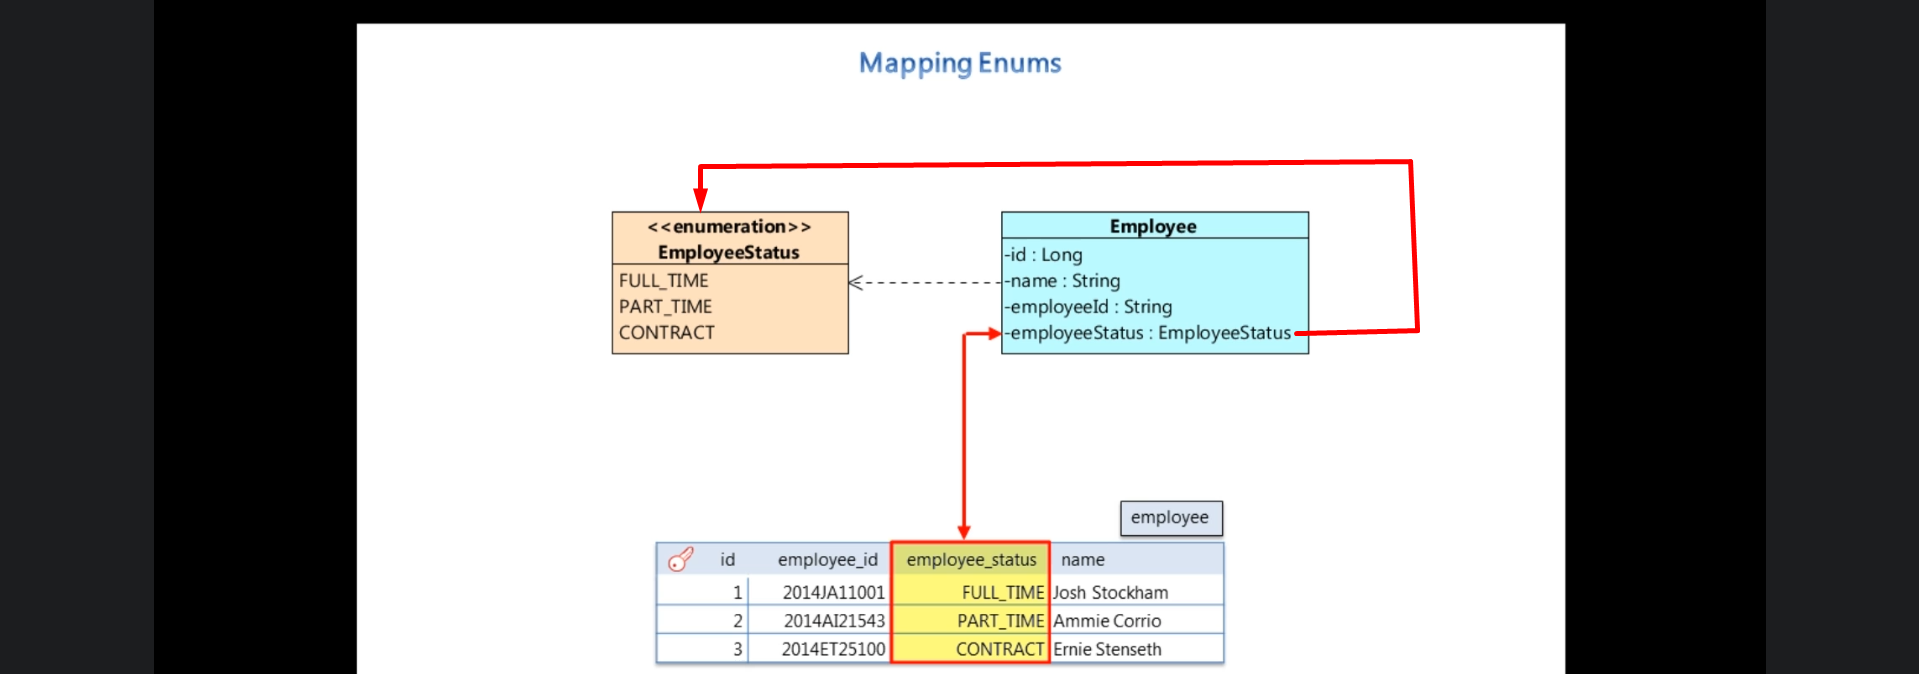 Mapping Enums
<<enumeration>>
EmployeeStatus
FULL_TIME
PART_TIME
CONTRACT
Employee
-id : Long
-name : String
-employeeId : String
-employeeStatus : EmployeeStatus
employee
id employee_id employee_status name
1 2014JA11001 FULL_TIME Josh Stockham
2 2014AI21543 PART_TIME Ammie Corrio
3 2014ET25100 CONTRACT Ernie Stenseth